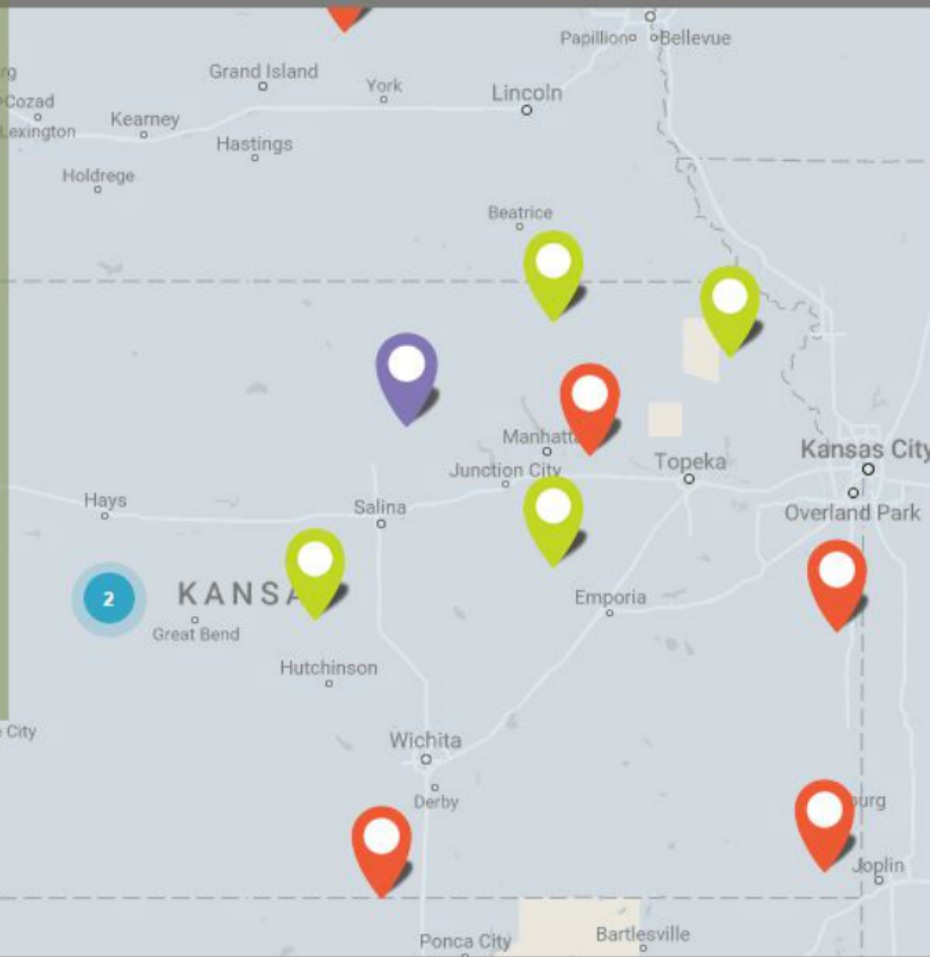 Papillion
Bellevue
Grand Island
York
Lincoln
Cozad
Lexington
Kearney
Hastings
Holdrege
Beatrice
Manhatt
Kansas City
Junction City
Topeka
Hays
Salina
Overland Park
2
KANSA
Emporia
Great Bend
Hutchinson
City
Wichita
Derby
burg
Joplin
Ponca City
Bartlesville